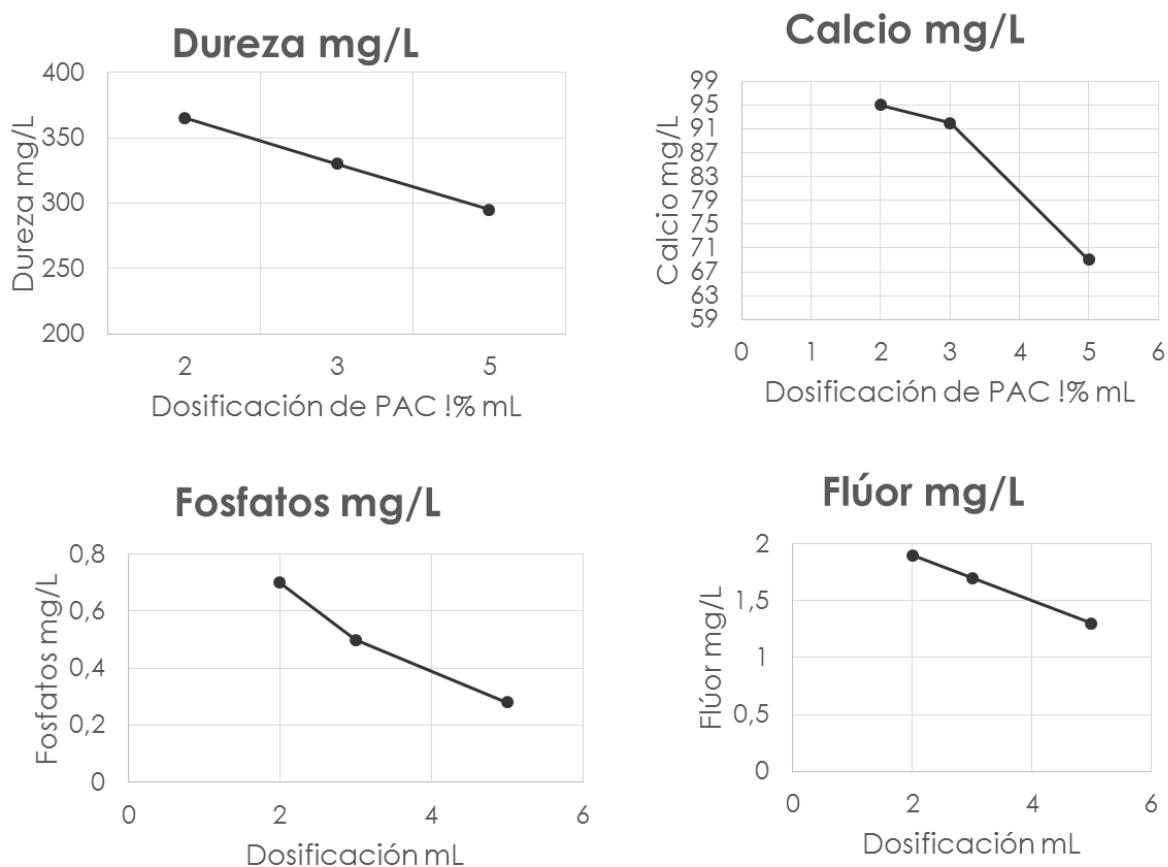 Dureza mg/L
Dureza mg/L
400
350
300
250
200
2 3 5
Dosificación de PAC !% mL
Calcio mg/L
Calcio mg/L
99
95
91
87
83
79
75
71
67
63
59
0 1 1 2 3 4 5 6
Dosificación de PAC !% mL
Fosfatos mg/L
Fosfatos mg/L
0,8
0,6
0,4
0,2
0
0 2 4 6
Dosificación mL
Flúor mg/L
Flúor mg/L
2
1,5
1
0,5
0
0 2 4 6
Dosificación mL